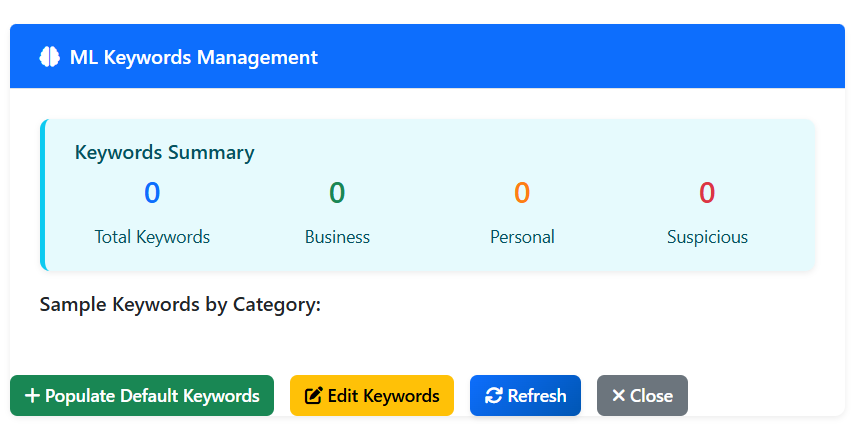 ML Keywords Management
Keywords Summary
0 0 0 0
Total Keywords Business Personal Suspicious
Sample Keywords by Category:
Populate Default Keywords Edit Keywords Refresh Close